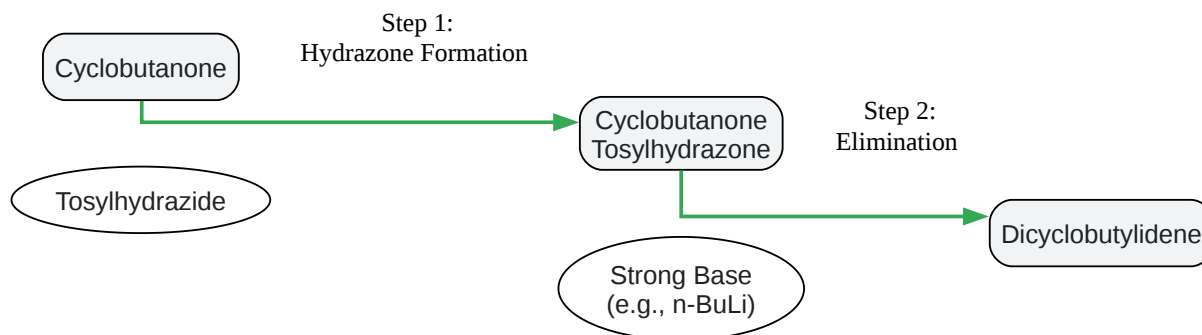 Step 1:
Hydrazone Formation
Cyclobutanone
Cyclobutanone
Tosylhydrazone
Step 2:
Elimination
Tosylhydrazide
Dicyclobutylidene
Strong Base
(e.g., n-BuLi)